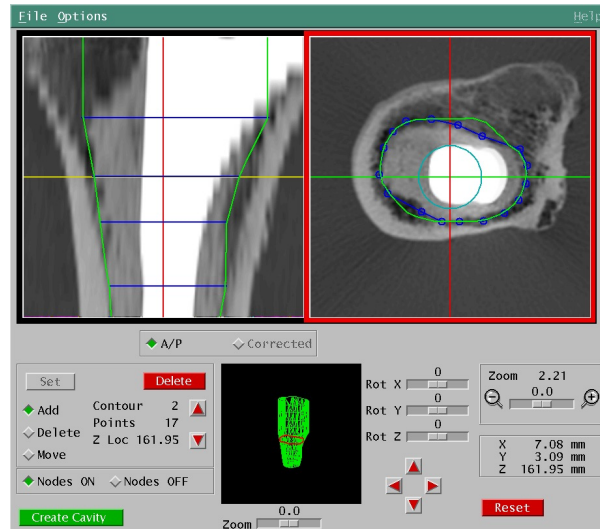 File Options Help
A/P Corrected
Set Delete
Add Contour 2
Points 17
Delete
Z Loc 161.95
Move
Nodes ON Nodes OFF
Create Cavity
0.0
Zoom
0
Rot X
0
Rot Y
0
Rot Z
Zoom 2.21
0.0
X 7.08 mm
Y 3.09 mm
Z 161.95 mm
Reset